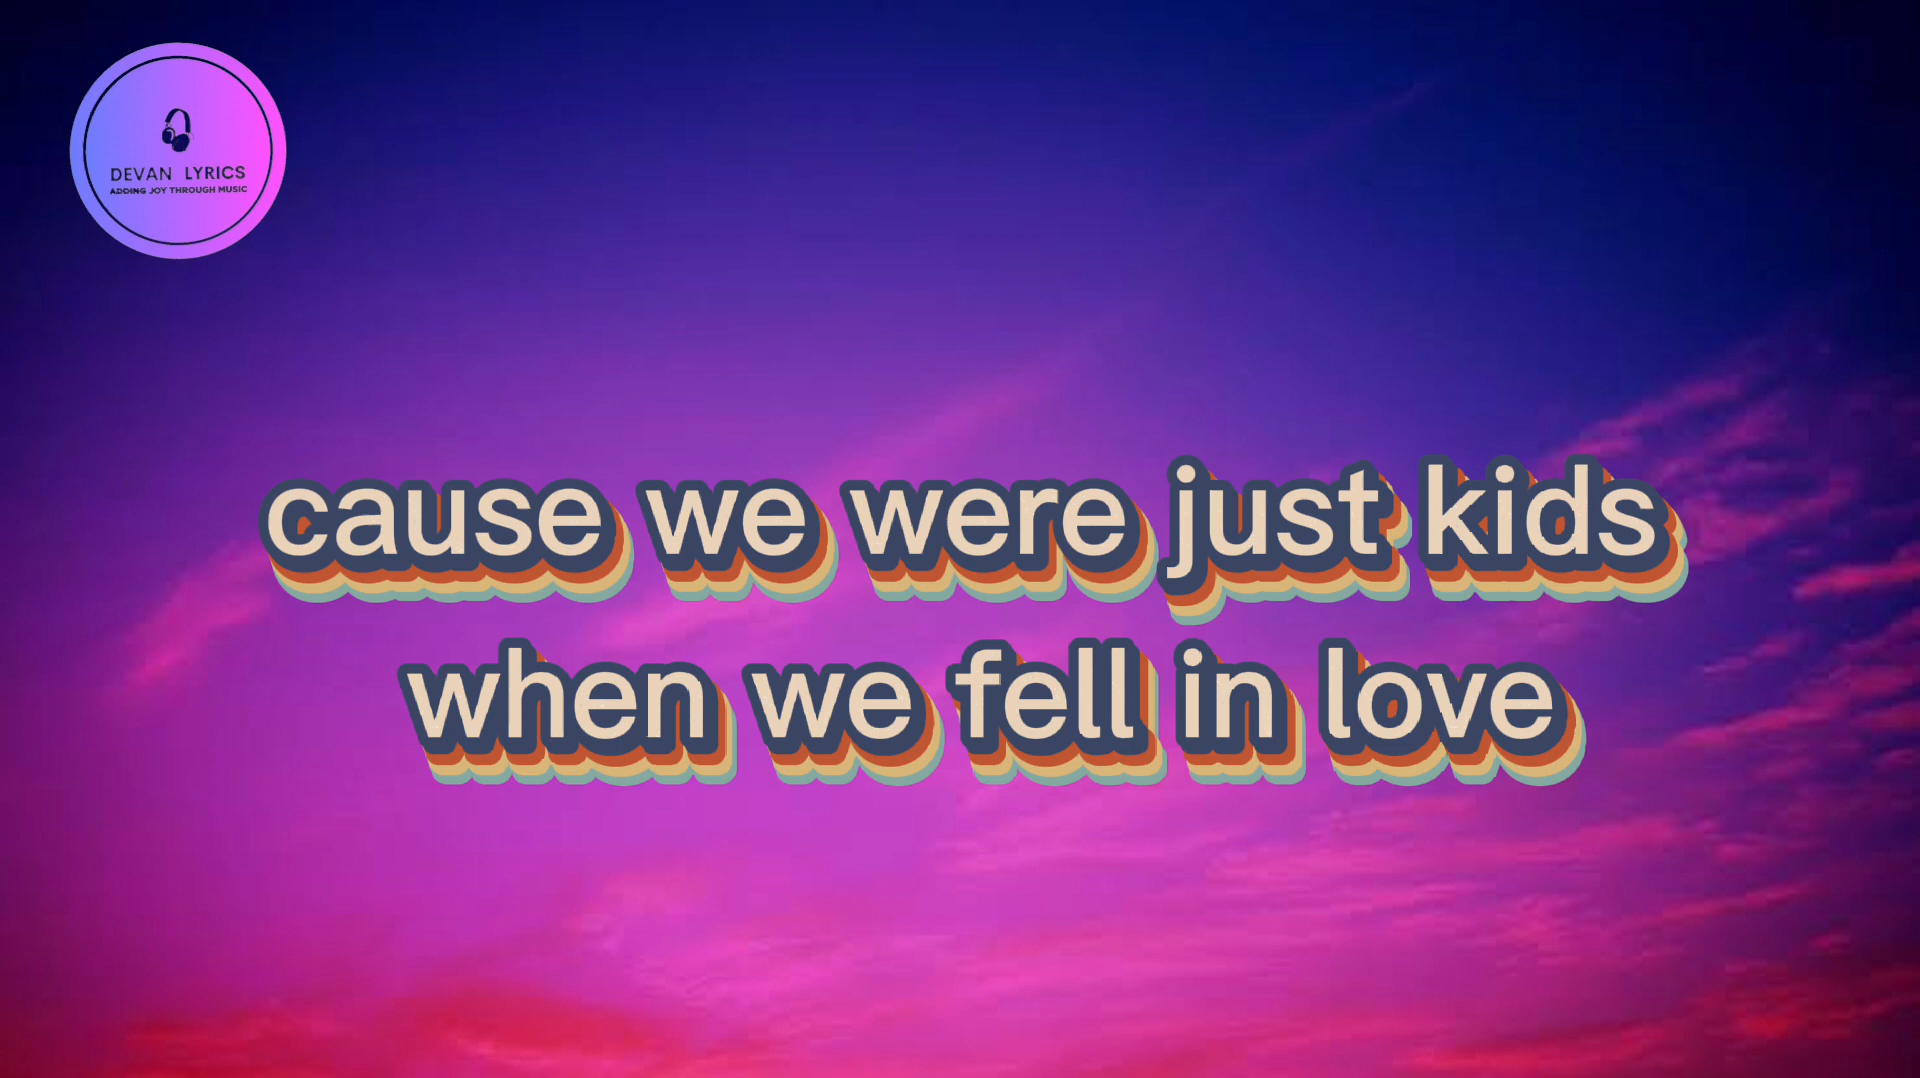 DEVAN LYRICS
ADDING JOY THROUGH MUSIC
cause we were just kids
when we fell in love